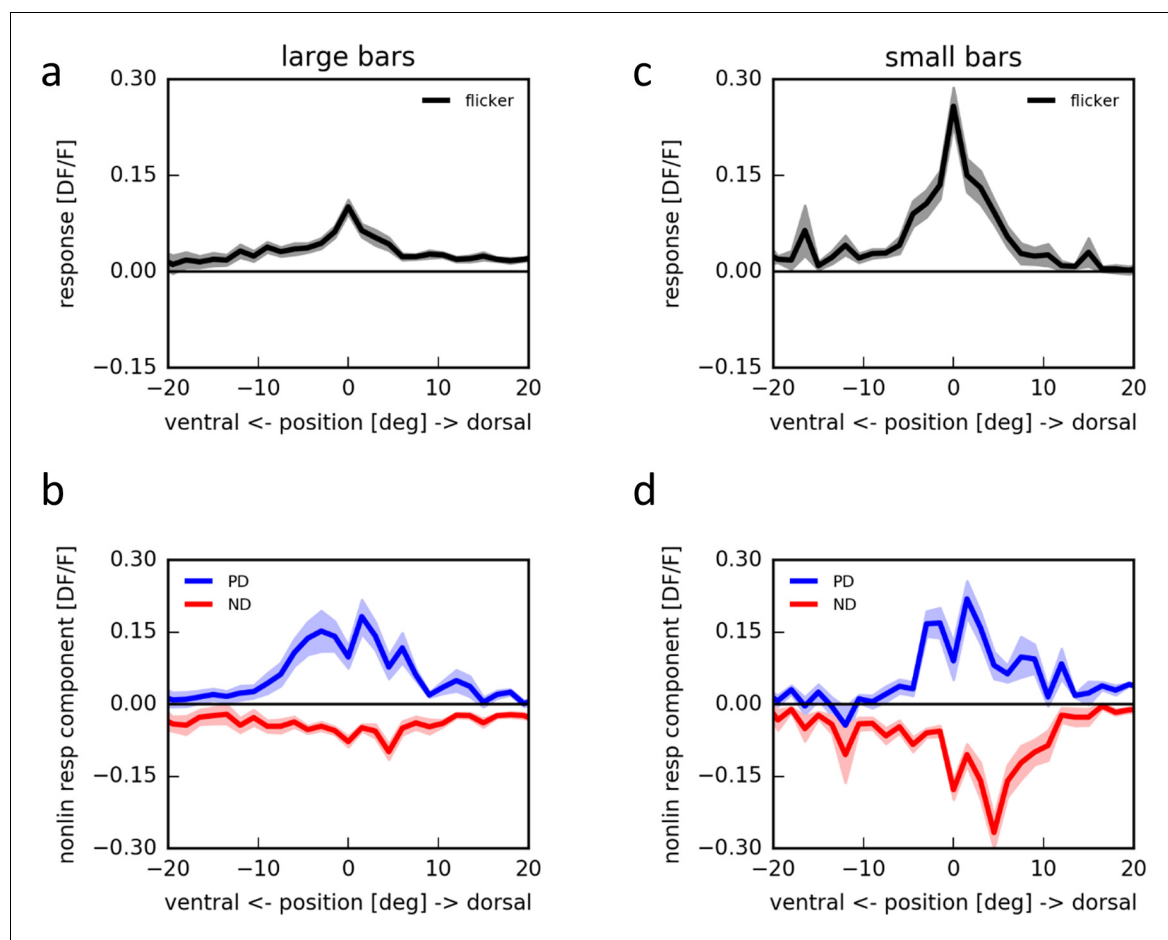 a
large bars
0.30
flicker
0.15
0.00
−0.15
response [DF/F]
−20 −10 0 10 20
ventral <- position [deg] -> dorsal
c
small bars
0.30
flicker
0.15
0.00
−0.15
response [DF/F]
−20 −10 0 10 20
ventral <- position [deg] -> dorsal
b
0.30
PD
ND
0.15
0.00
−0.15
−0.30
nonlin resp component [DF/F]
−20 −10 0 10 20
ventral <- position [deg] -> dorsal
d
0.30
PD
ND
0.15
0.00
−0.15
−0.30
nonlin resp component [DF/F]
−20 −10 0 10 20
ventral <- position [deg] -> dorsal